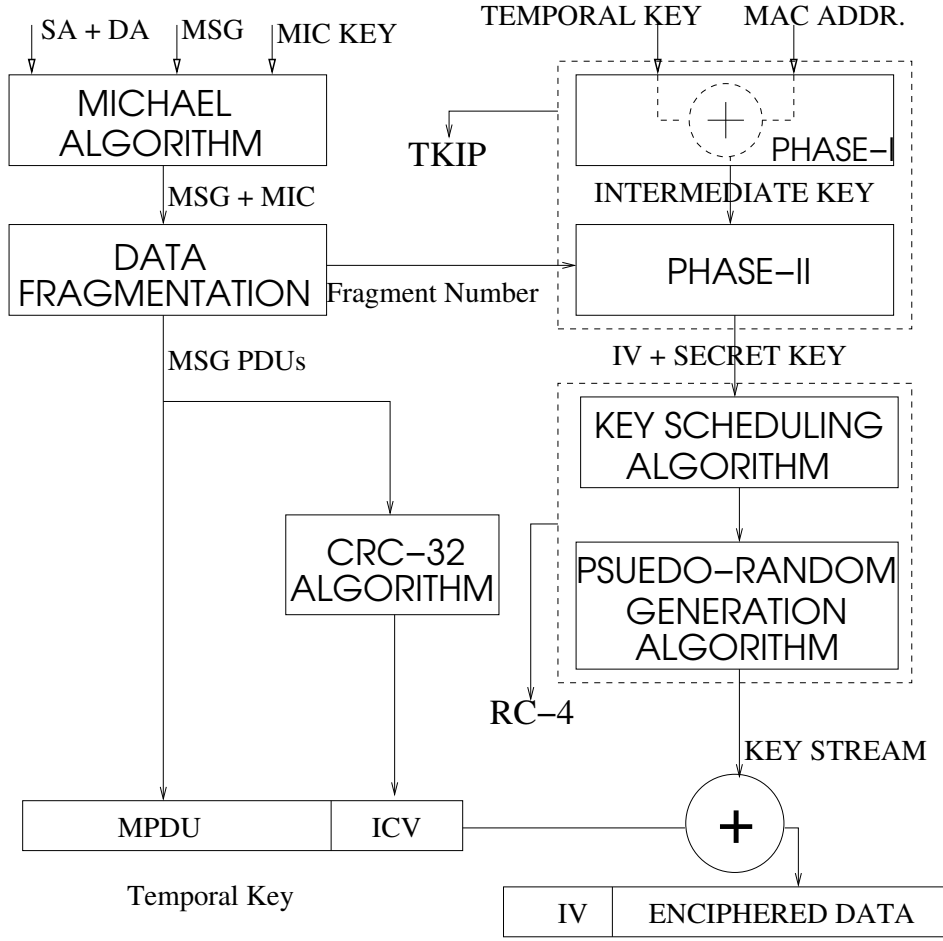 SA + DA
MSG
MIC KEY
TEMPORAL KEY
MAC ADDR.
MICHAEL
ALGORITHM
TKIP
PHASE-I
MSG + MIC
INTERMEDIATE KEY
DATA
FRAGMENTATION
Fragment Number
PHASE-II
MSG PDUs
IV + SECRET KEY
KEY SCHEDULING
ALGORITHM
CRC-32
ALGORITHM
PSUEDO-RANDOM
GENERATION
ALGORITHM
RC-4
KEY STREAM
MPDU
ICV
+
Temporal Key
IV
ENCIPHERED DATA